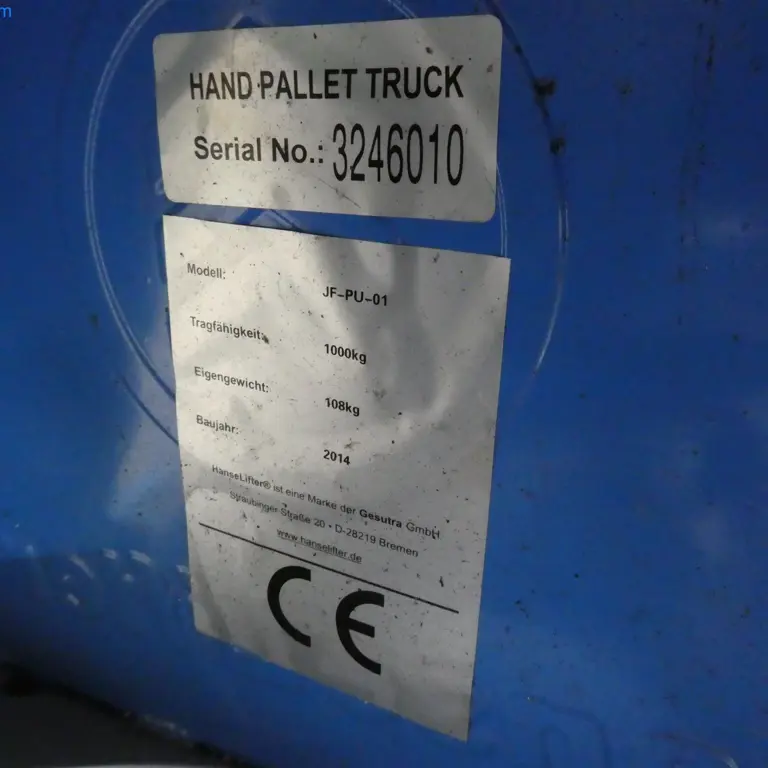 m
HAND PALLET TRUCK
Serial No.: 3246010
Modell: JF-PU-01
Tragfähigkeit: 1000kg
Eigengewicht: 108kg
Baujahr: 2014
HanseLifter® ist eine Marke der Gesutra GmbH
Straubinger Straße 20 • D-28219 Bremen
www.hanselifter.de
CE